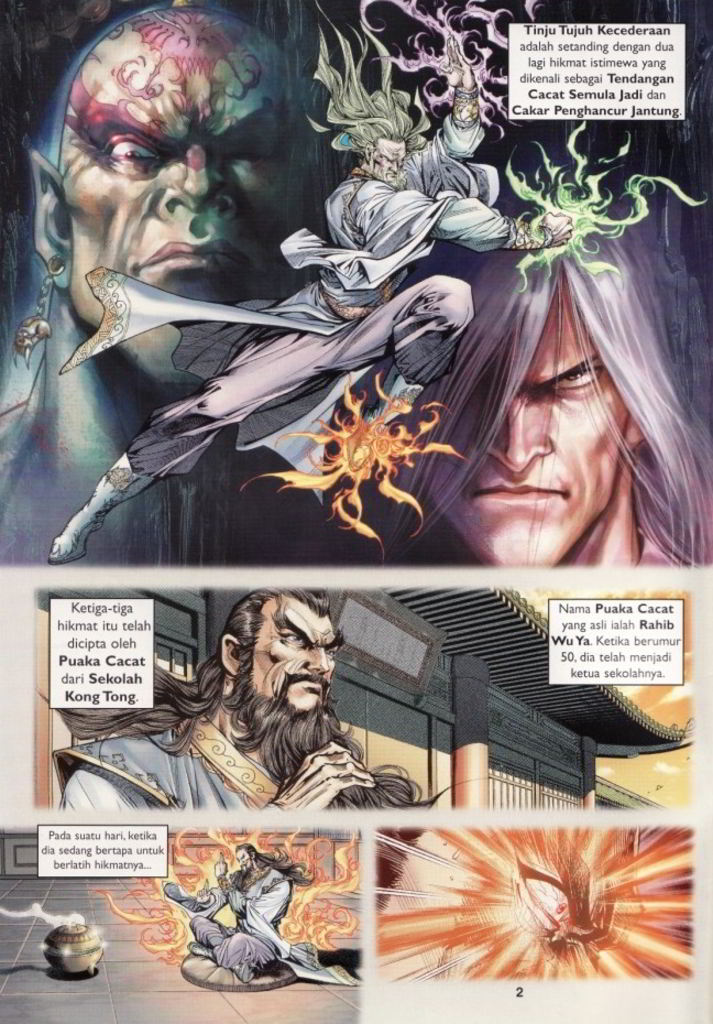 Tinju Tujuh Kecederaan
adalah setanding dengan dua
lagi hikmat istimewa yang
dikenali sebagai Tendangan
Cacat Semula Jadi dan
Cakar Penghancur Jantung.
Ketiga-tiga
hikmat itu telah
dicipta oleh
Puaka Cacat
dari Sekolah
Kong Tong.
Nama Puaka Cacat
yang asli ialah Rahib
Wu Ya. Ketika berumur
50, dia telah menjadi
ketua sekolahnya.
Pada suatu hari, ketika
dia sedang bertapa untuk
berlatih hikmatnya...
2